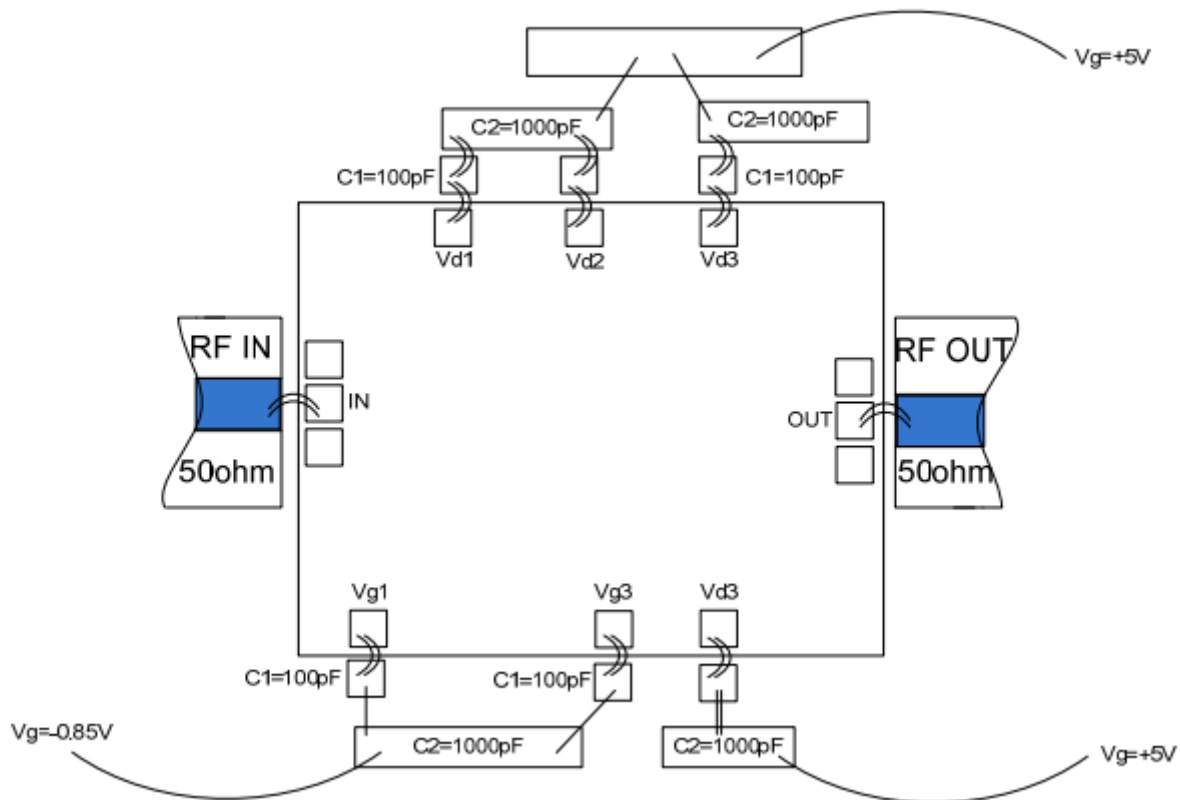 Vg=+5V
C2=1000pF
C2=1000pF
C1=100pF
C1=100pF
Vd1
Vd2
Vd3
RF IN
RF OUT
IN
OUT
50ohm
50ohm
Vg1
Vg3
Vd3
C1=100pF
C1=100pF
Vg=-0.85V
C2=1000pF
C2=1000pF
Vg=+5V